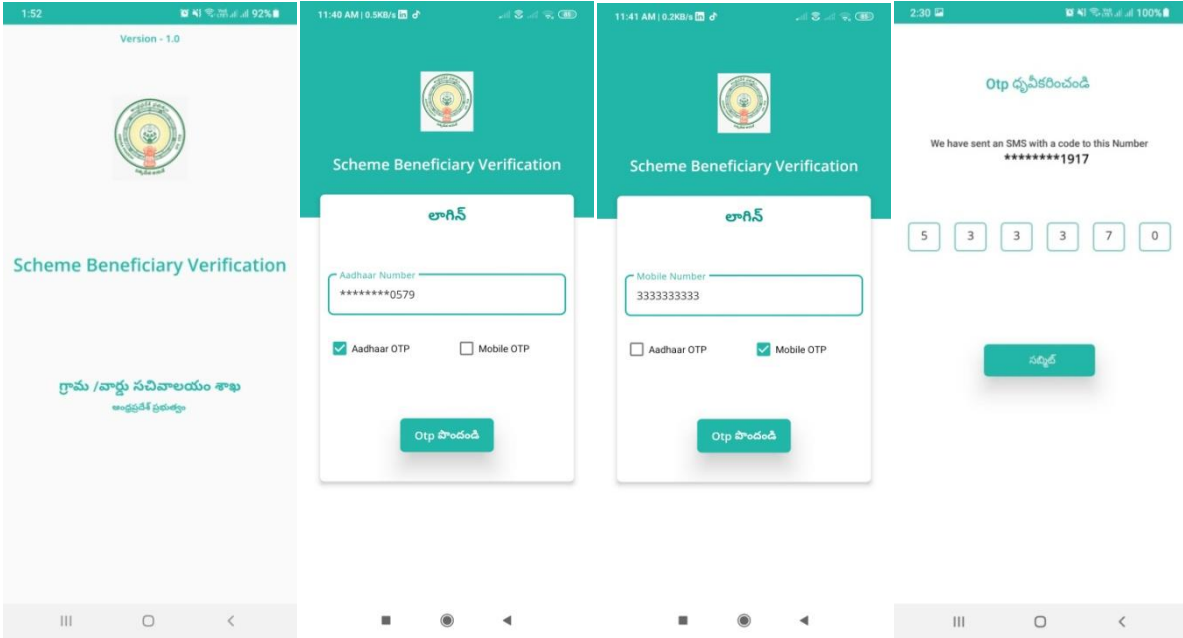 1:52
92%
Version - 1.0
Scheme Beneficiary Verification
గ్రామ /వార్డు సచివాలయం శాఖ
ఆంధ్రప్రదేశ్ ప్రభుత్వం
11:40 AM | 0.5KB/s
Scheme Beneficiary Verification
లాగిన్
Aadhaar Number
********0579
Aadhaar OTP
Mobile OTP
Otp పొందండి
11:41 AM | 0.2KB/s
Scheme Beneficiary Verification
లాగిన్
Mobile Number
3333333333
Aadhaar OTP
Mobile OTP
Otp పొందండి
2:30
100%
Otp ధృవీకరించండి
We have sent an SMS with a code to this Number
********1917
5 3 3 3 7 0
సబ్మిట్